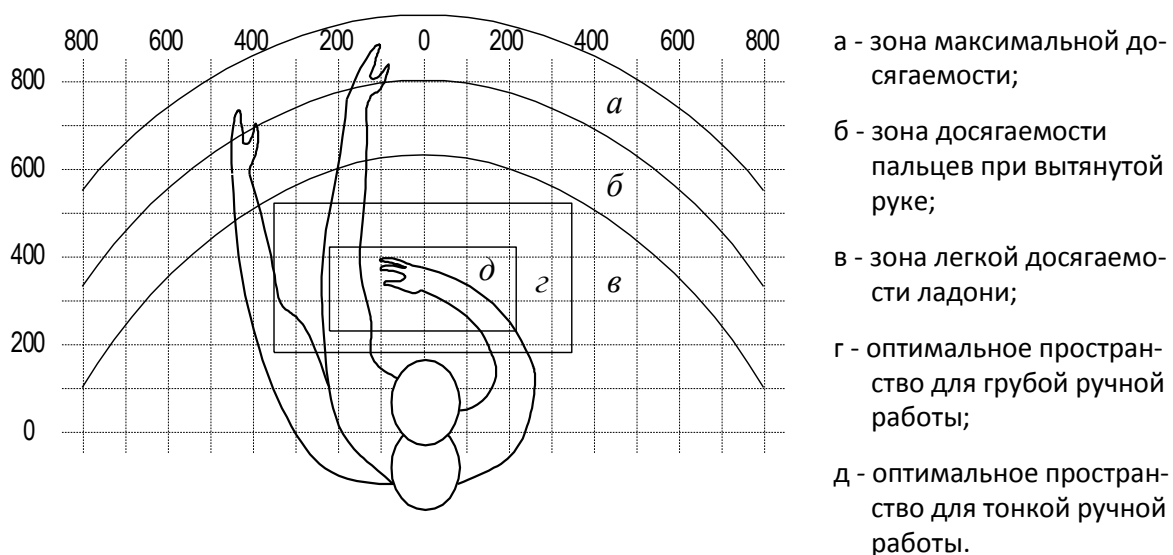 800 600 400 200 0 200 400 600 800
800
600
400
200
0
а
б
в
г
д
а - зона максимальной до-
сягаемости;
б - зона досягаемости
пальцев при вытянутой
руке;
в - зона легкой досягаемо-
сти ладони;
г - оптимальное простран-
ство для грубой ручной
работы;
д - оптимальное простран-
ство для тонкой ручной
работы.